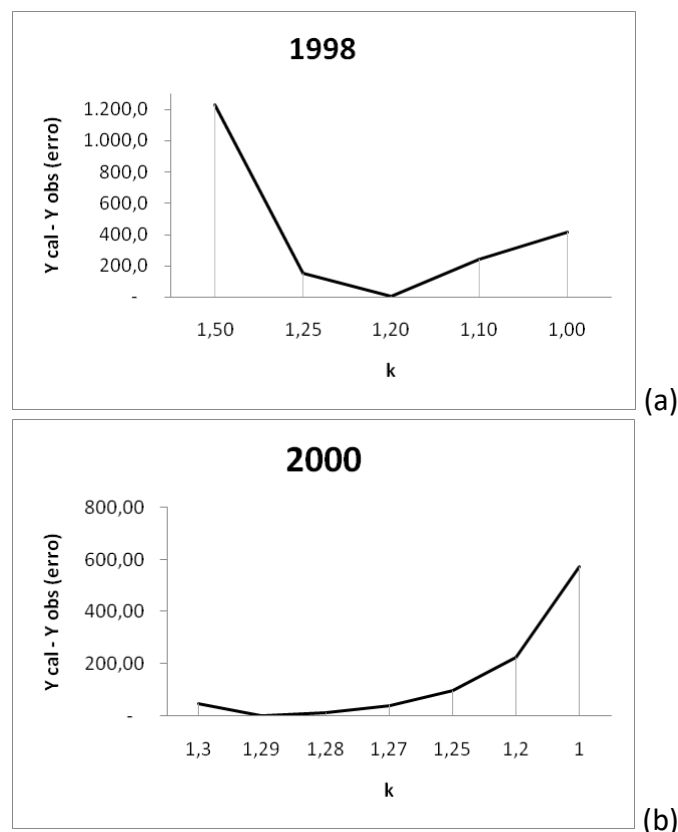 1998
Y cal - Y obs (erro)
1.200,0
1.000,0
800,0
600,0
400,0
200,0
-
1,50 1,25 1,20 1,10 1,00
k
(a)
2000
Y cal - Y obs (erro)
800,00
600,00
400,00
200,00
-
1,3 1,29 1,28 1,27 1,25 1,2 1
k
(b)